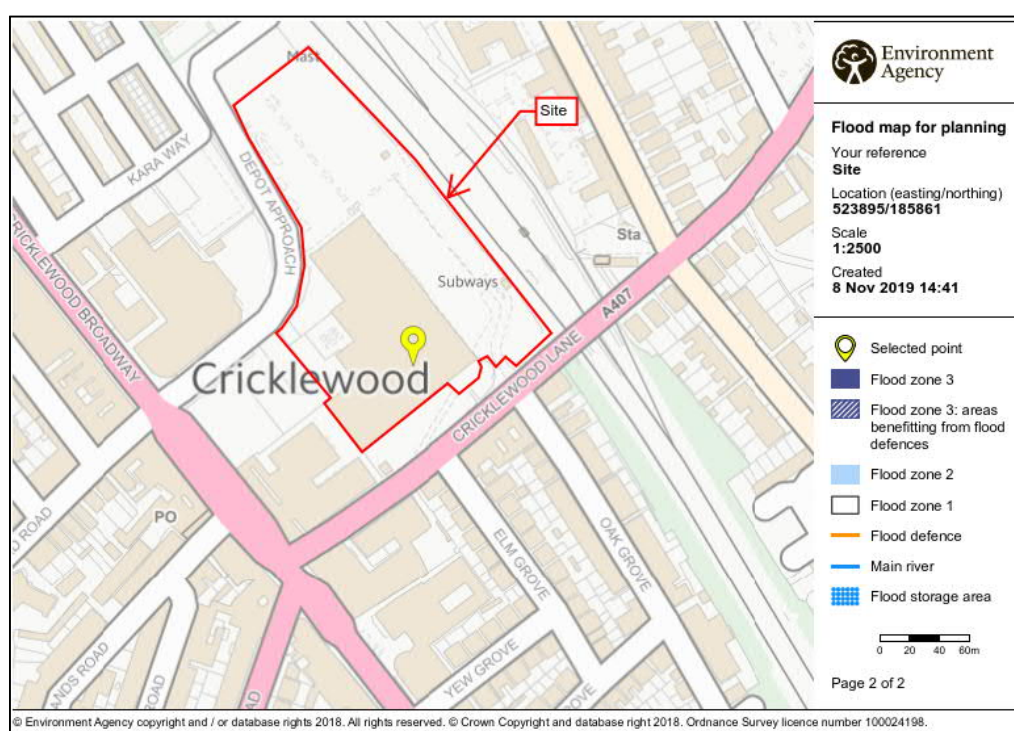 Mast
Site
KARA WAY
DEPOT APPROACH
CRICKLEWOOD BROADWAY
Sta
Subways
A407
Cricklewood
CRICKLEWOOD LANE
PO
D ROAD
ELM GROVE
OAK GROVE
YEW GROVE
ANDS ROAD
ROAD
AD
Environment
Agency
Flood map for planning
Your reference
Site
Location (easting/northing)
523895/185861
Scale
1:2500
Created
8 Nov 2019 14:41
Selected point
Flood zone 3
Flood zone 3: areas
benefitting from flood
defences
Flood zone 2
Flood zone 1
Flood defence
Main river
Flood storage area
0 20 40 60m
Page 2 of 2
© Environment Agency copyright and / or database rights 2018. All rights reserved. © Crown Copyright and database right 2018. Ordnance Survey licence number 100024198.